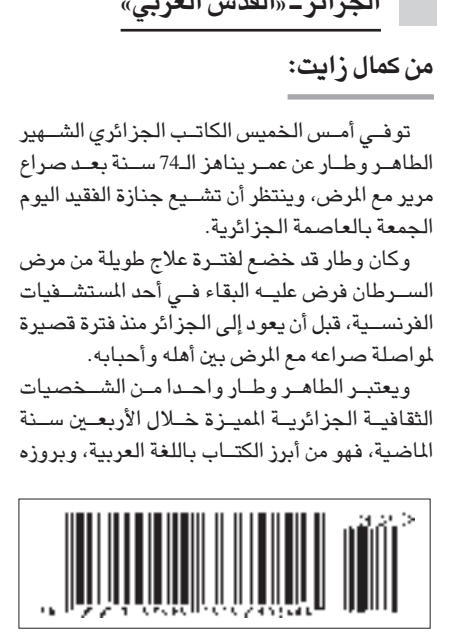 الجزائر ـ «القدس العربي»
من كمال زايت:
توفي أمس الخميس الكاتب الجزائري الشهير
الطاهر وطار عن عمر يناهز الـ74 سنة بعد صراع
مرير مع المرض، وينتظر أن تشيع جنازة الفقيد اليوم
الجمعة بالعاصمة الجزائرية.
وكان وطار قد خضع لفترة علاج طويلة من مرض
السرطان فرض عليه البقاء في أحد المستشفيات
الفرنسية، قبل أن يعود إلى الجزائر منذ فترة قصيرة
لمواصلة صراعه مع المرض بين أهله وأحبابه.
ويعتبر الطاهر وطار واحدا من الشخصيات
الثقافية الجزائرية المميزة خلال الأربعين سنة
الماضية، فهو من أبرز الكتاب باللغة العربية، وبروزه